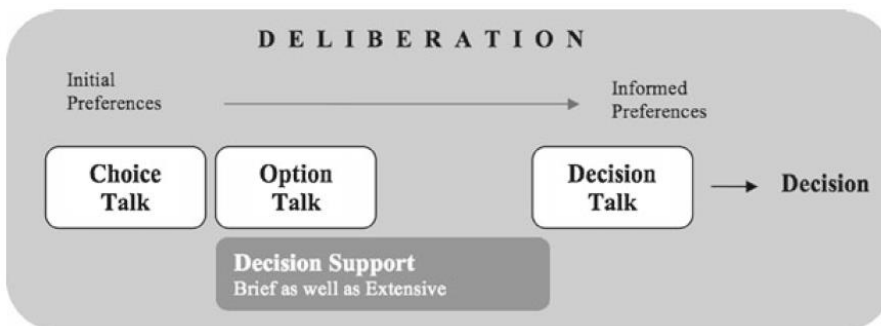 DELIBERATION
Initial
Preferences
Informed
Preferences
Choice
Talk
Option
Talk
Decision
Talk
Decision
Decision Support
Brief as well as Extensive